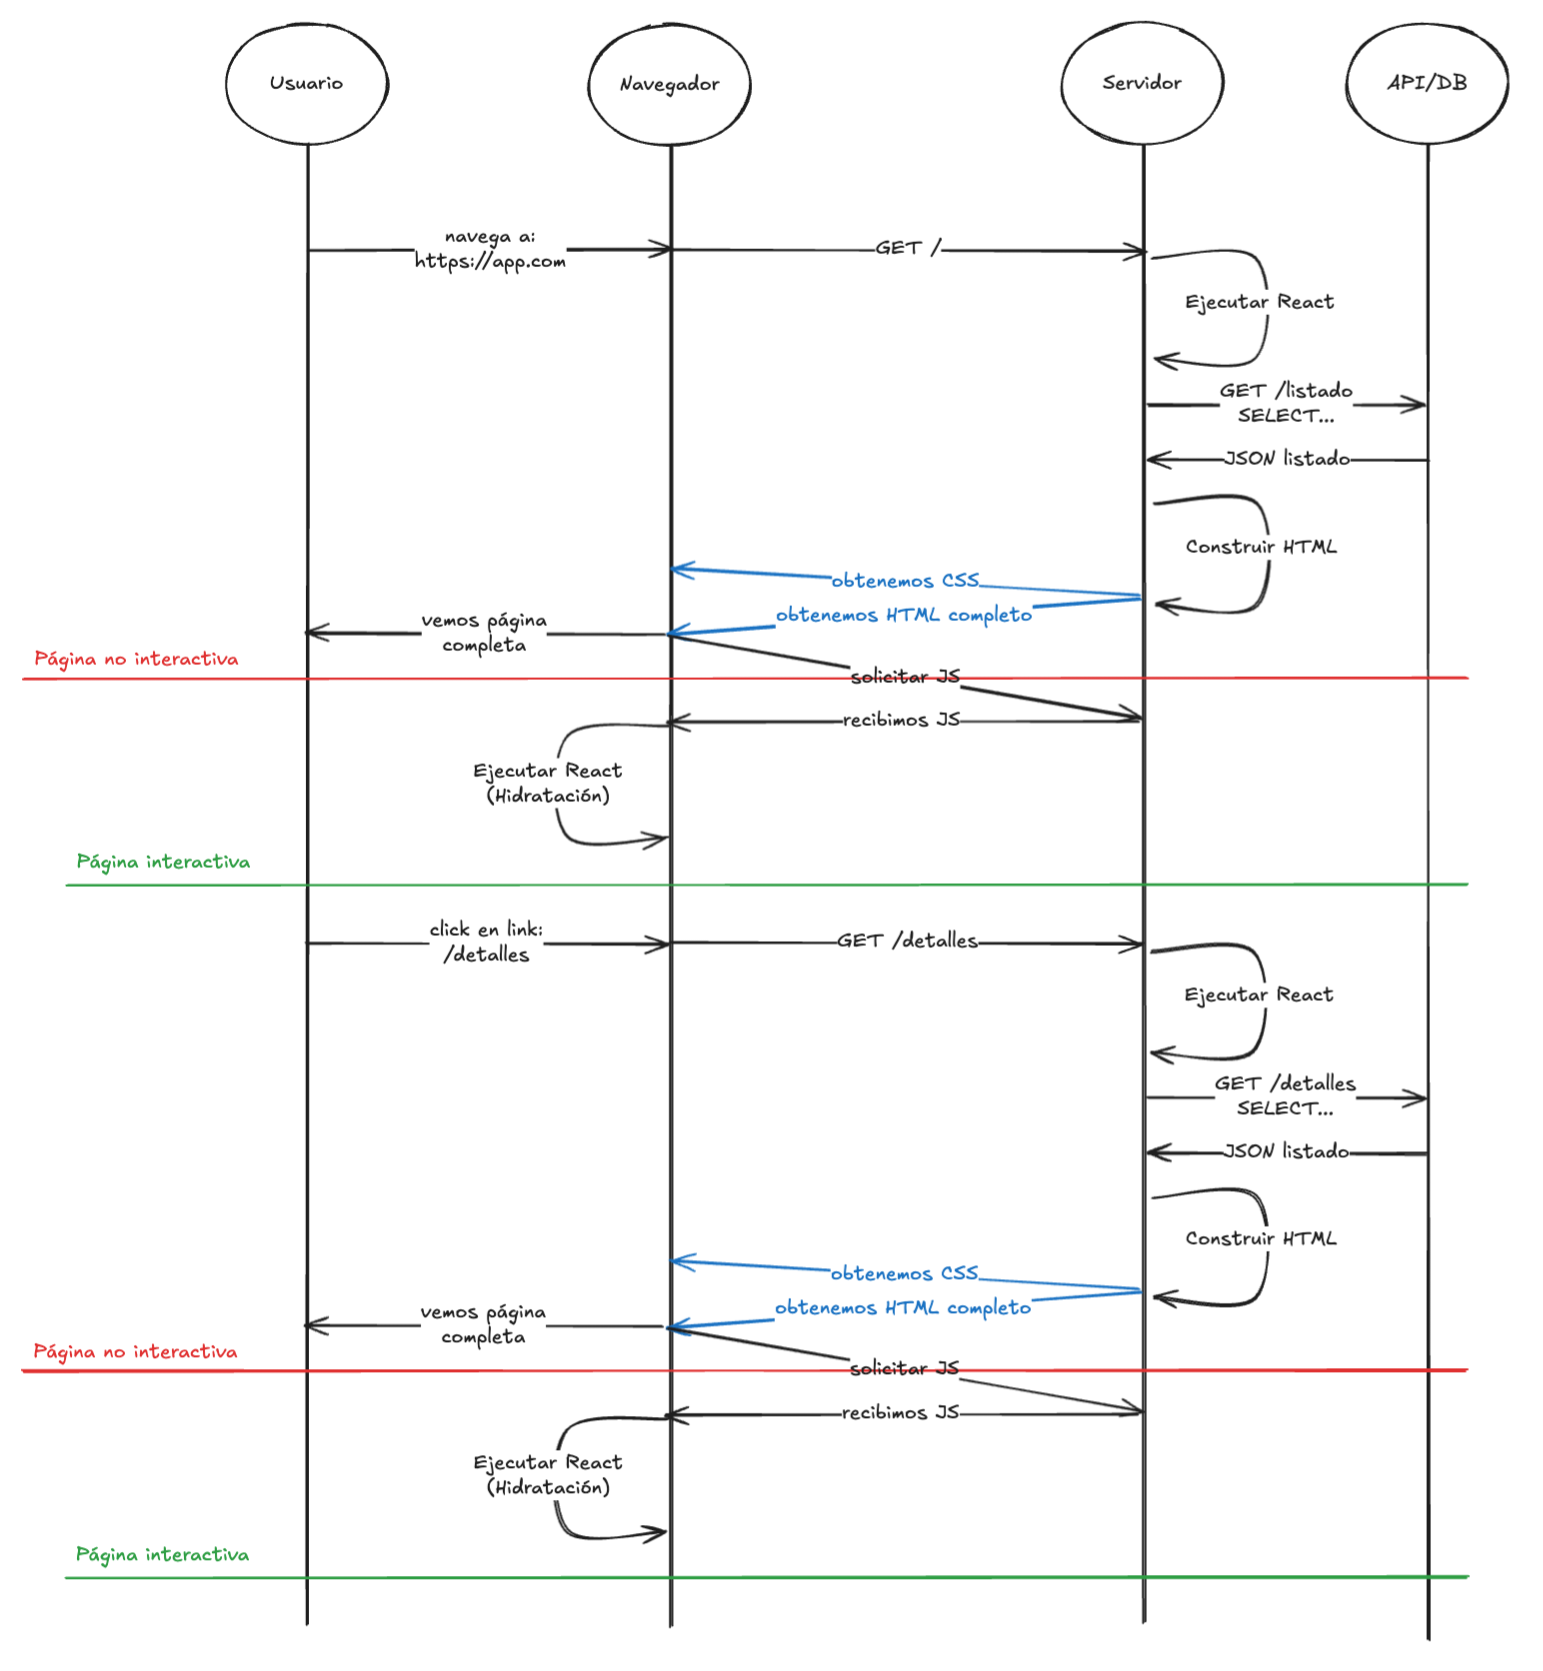 Usuario
Navegador
Servidor
API/DB
navega a:
https://app.com
GET /
Ejecutar React
GET /listado
SELECT...
JSON listado
Construir HTML
obtenemos CSS
obtenemos HTML completo
vemos página
completa
Página no interactiva
solicitar JS
recibimos JS
Ejecutar React
(Hidratación)
Página interactiva
click en link:
/detalles
GET /detalles
Ejecutar React
GET /detalles
SELECT...
JSON listado
Construir HTML
obtenemos CSS
obtenemos HTML completo
vemos página
completa
Página no interactiva
solicitar JS
recibimos JS
Ejecutar React
(Hidratación)
Página interactiva